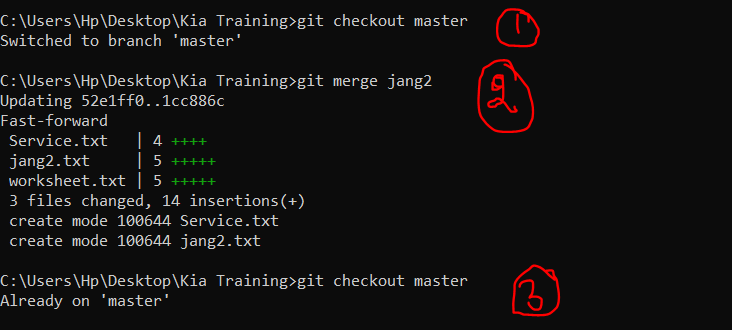 C:\Users\Hp\Desktop\Kia Training>git checkout master
Switched to branch 'master'
1
C:\Users\Hp\Desktop\Kia Training>git merge jang2
Updating 52e1ff0..1cc886c
2
Fast-forward
Service.txt | 4 ++++
jang2.txt | 5 +++++
worksheet.txt | 5 +++++
3 files changed, 14 insertions(+)
create mode 100644 Service.txt
create mode 100644 jang2.txt
C:\Users\Hp\Desktop\Kia Training>git checkout master
Already on 'master'
3